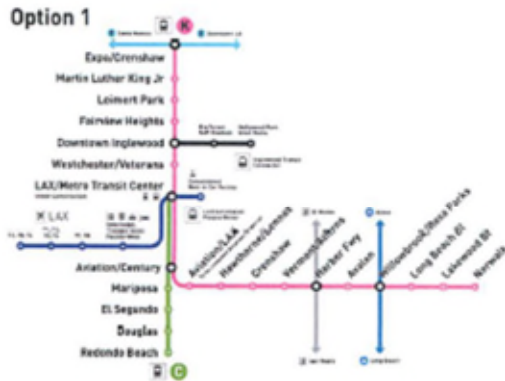 Option 1
K
Expo/Crenshaw
Martin Luther King Jr
Leimert Park
Fairview Heights
Downtown Inglewood
Westchester/Veterans
LAX/Metro Transit Center
LAX
Aviation/Century
Mariposa
El Segundo
Douglas
Redondo Beach
C
Aviation/LAX
Hawthorne/Lennox
Crenshaw
Vermont/Athens
Harbor Fwy
Avalon
Willowbrook/Rosa Parks
Long Beach Bl
Lakewood Bl
Norwalk
Long Beach